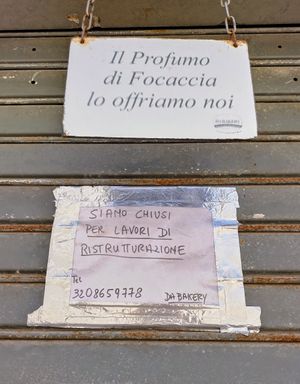 Il Profumo
di Focaccia
lo offriamo noi
SIAMO CHIUSI
PER LAVORI DI
RISTRUTTURAZIONE
Tel
3208659778 DA BAKERY